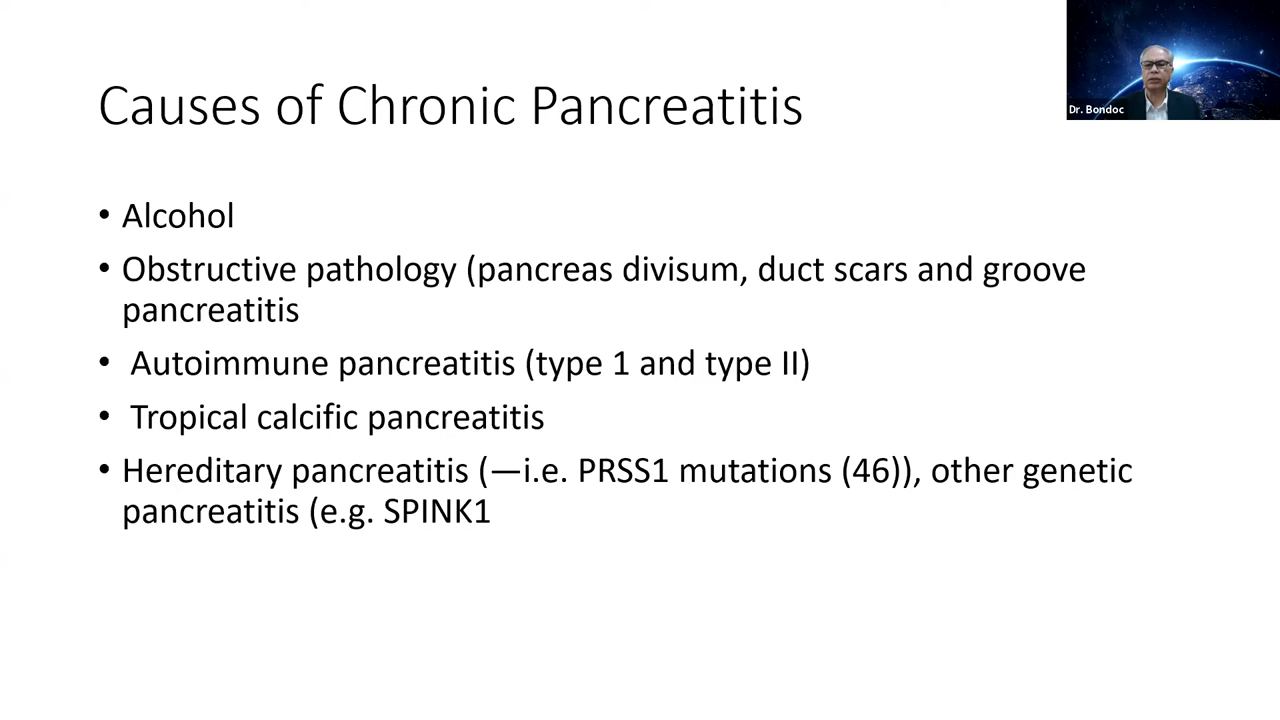 Causes of Chronic Pancreatitis
Dr. Bondoc
• Alcohol
• Obstructive pathology (pancreas divisum, duct scars and groove
pancreatitis
• Autoimmune pancreatitis (type 1 and type II)
• Tropical calcific pancreatitis
• Hereditary pancreatitis (—i.e. PRSS1 mutations (46)), other genetic
pancreatitis (e.g. SPINK1